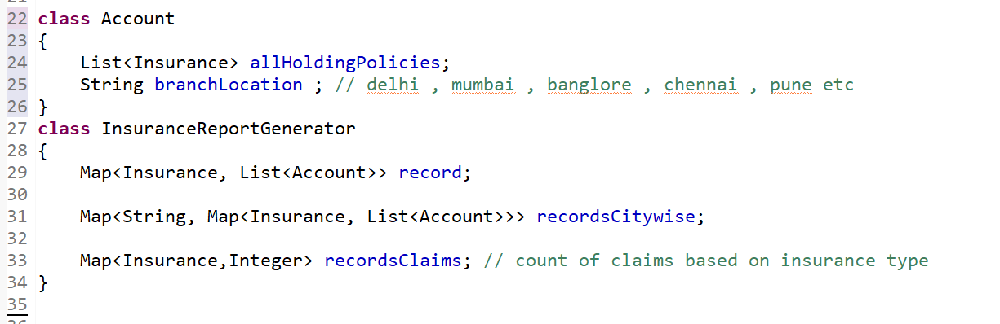 22 class Account
23 {
24 List<Insurance> allHoldingPolicies;
25 String branchLocation ; // delhi , mumbai , banglore , chennai , pune etc
26 }
27 class InsuranceReportGenerator
28 {
29 Map<Insurance, List<Account>> record;
30
31 Map<String, Map<Insurance, List<Account>>> recordsCitywise;
32
33 Map<Insurance,Integer> recordsClaims; // count of claims based on insurance type
34 }
35